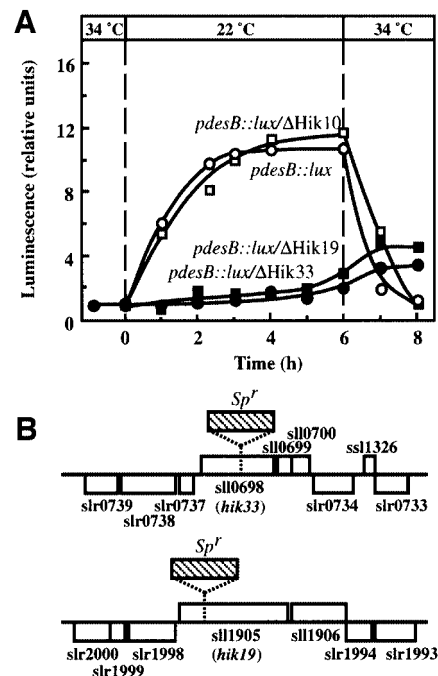 A
34 °C 22 °C 34 °C
16
12
8
4
0
Luminescence (relative units)
pdesB::lux/ΔHik10
pdesB::lux
pdesB::lux/ΔHik19
pdesB::lux/ΔHik33
0 2 4 6 8
Time (h)
B
Spr
sll0700
sll0699 ssl1326
slr0739 slr0737 sll0698 slr0734 slr0733
slr0738 (hik33)
Spr
slr2000 slr1998 sll1905 sll1906 slr1994 slr1993
slr1999 (hik19)